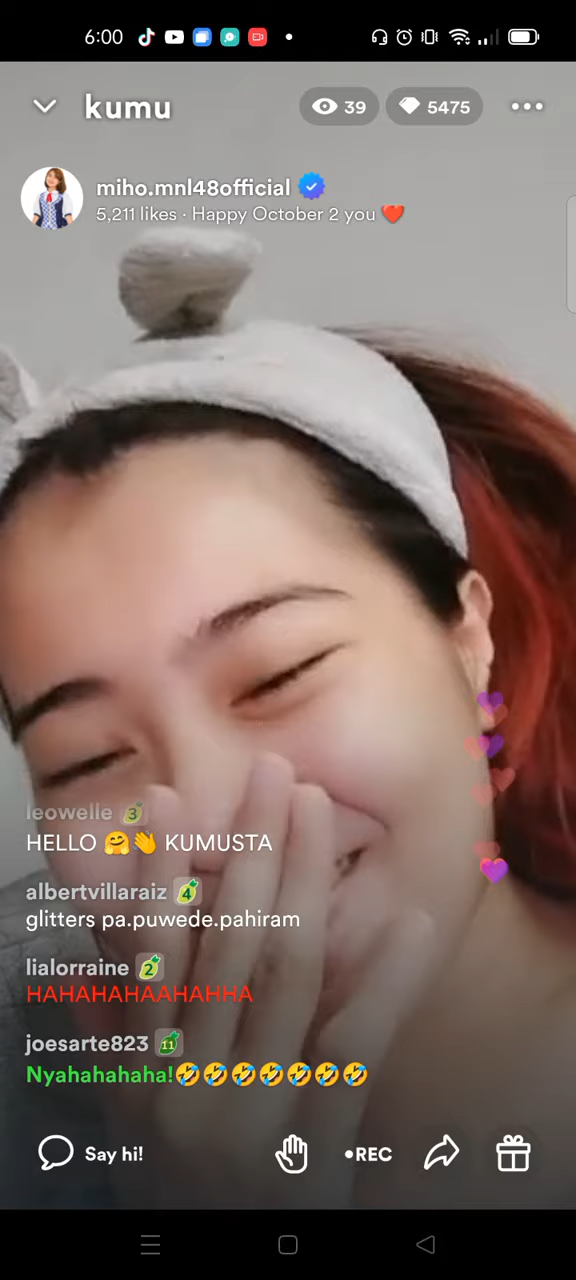 6:00
kumu
39
5475
miho.mnl48official
5,211 likes · Happy October 2 you ❤️
leowelle 3
HELLO 🤗👋 KUMUSTA
albertvillaraiz 4
glitters pa.puwede.pahiram
lialorraine 2
HAHAHAHAAHAHHA
joesarte823 11
Nyahahahaha!🤣🤣🤣🤣🤣🤣🤣
Say hi!
•REC